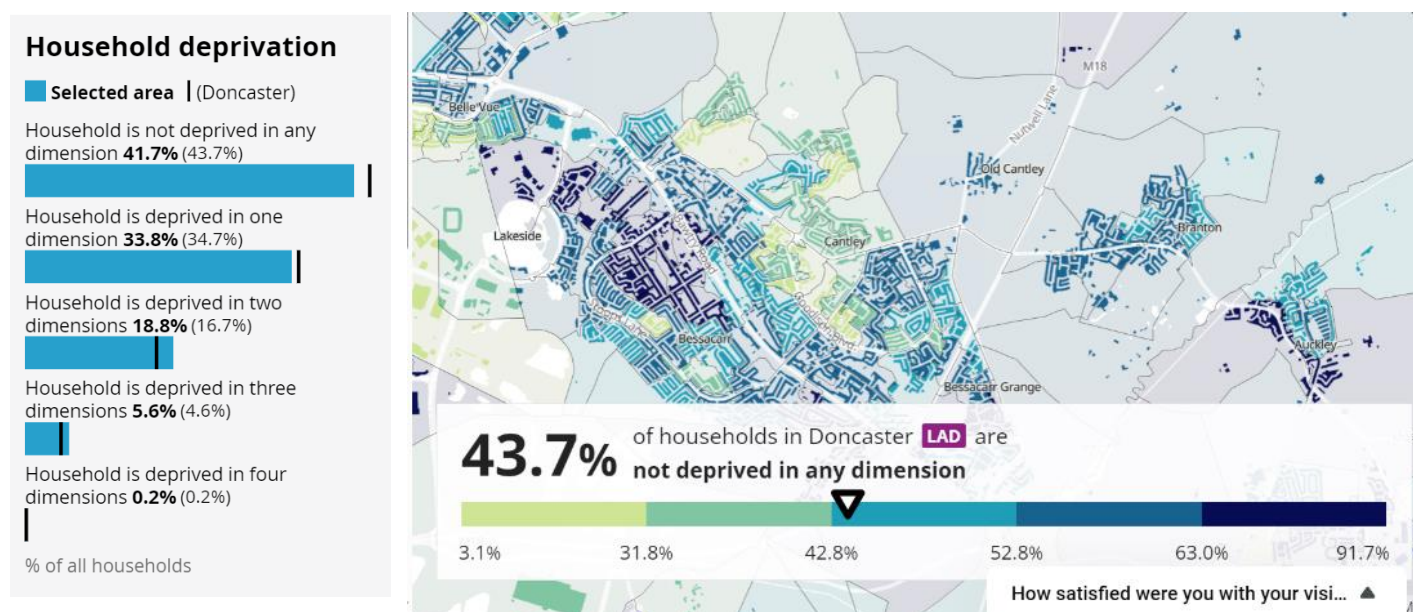 Household deprivation
Selected area (Doncaster)
Household is not deprived in any
dimension 41.7% (43.7%)
Household is deprived in one
dimension 33.8% (34.7%)
Household is deprived in two
dimensions 18.8% (16.7%)
Household is deprived in three
dimensions 5.6% (4.6%)
Household is deprived in four
dimensions 0.2% (0.2%)
% of all households
M18
Belle Vue
Nutwell Lane
Old Cantley
Lakeside
Bawtry Road
Cantley
Branton
Bessacarr
Auckley
Bessacarr Grange
43.7% of households in Doncaster LAD are
not deprived in any dimension
3.1% 31.8% 42.8% 52.8% 63.0% 91.7%
How satisfied were you with your visi...